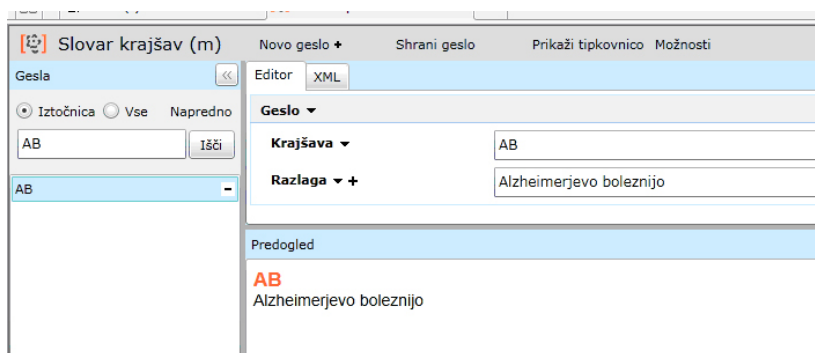 Slovar krajšav (m) Novo geslo + Shrani geslo Prikaži tipkovnico Možnosti
Gesla «
Editor XML
Iztočnica Vse Napredno
Geslo
AB Išči
Krajšava AB
Razlaga + Alzheimerjevo boleznijo
AB -
Predogled
AB
Alzheimerjevo boleznijo